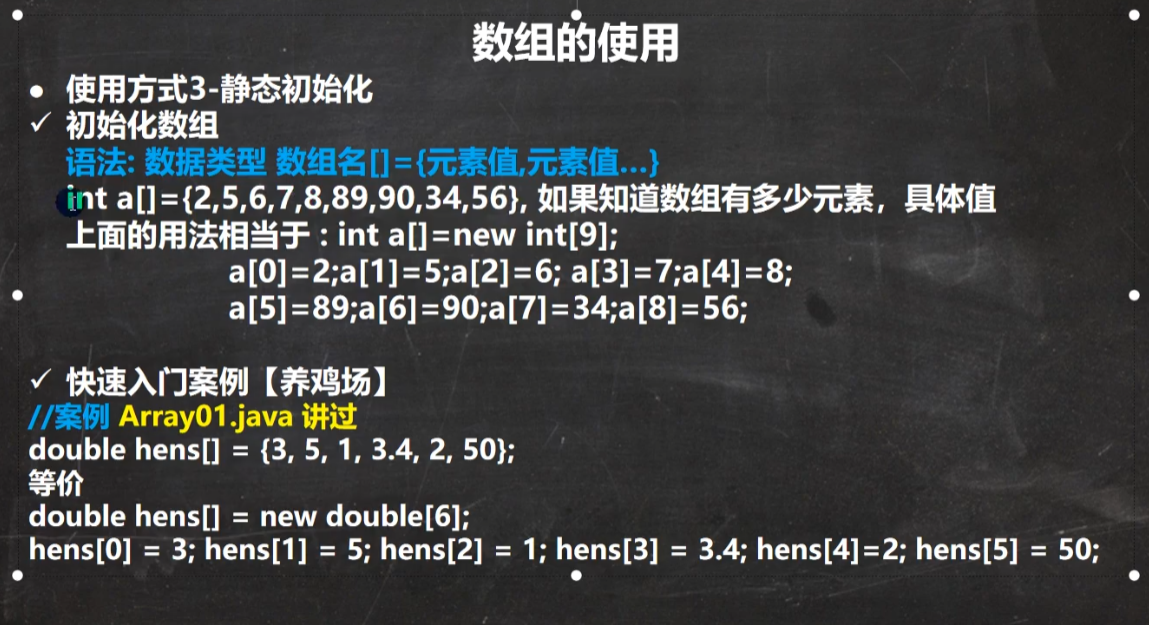 数组的使用
● 使用方式3-静态初始化
✓ 初始化数组
语法: 数据类型 数组名[]={元素值,元素值...}
int a[]={2,5,6,7,8,89,90,34,56}, 如果知道数组有多少元素，具体值
上面的用法相当于 : int a[]=new int[9];
a[0]=2;a[1]=5;a[2]=6; a[3]=7;a[4]=8;
a[5]=89;a[6]=90;a[7]=34;a[8]=56;
✓ 快速入门案例【养鸡场】
//案例 Array01.java 讲过
double hens[] = {3, 5, 1, 3.4, 2, 50};
等价
double hens[] = new double[6];
hens[0] = 3; hens[1] = 5; hens[2] = 1; hens[3] = 3.4; hens[4]=2; hens[5] = 50;